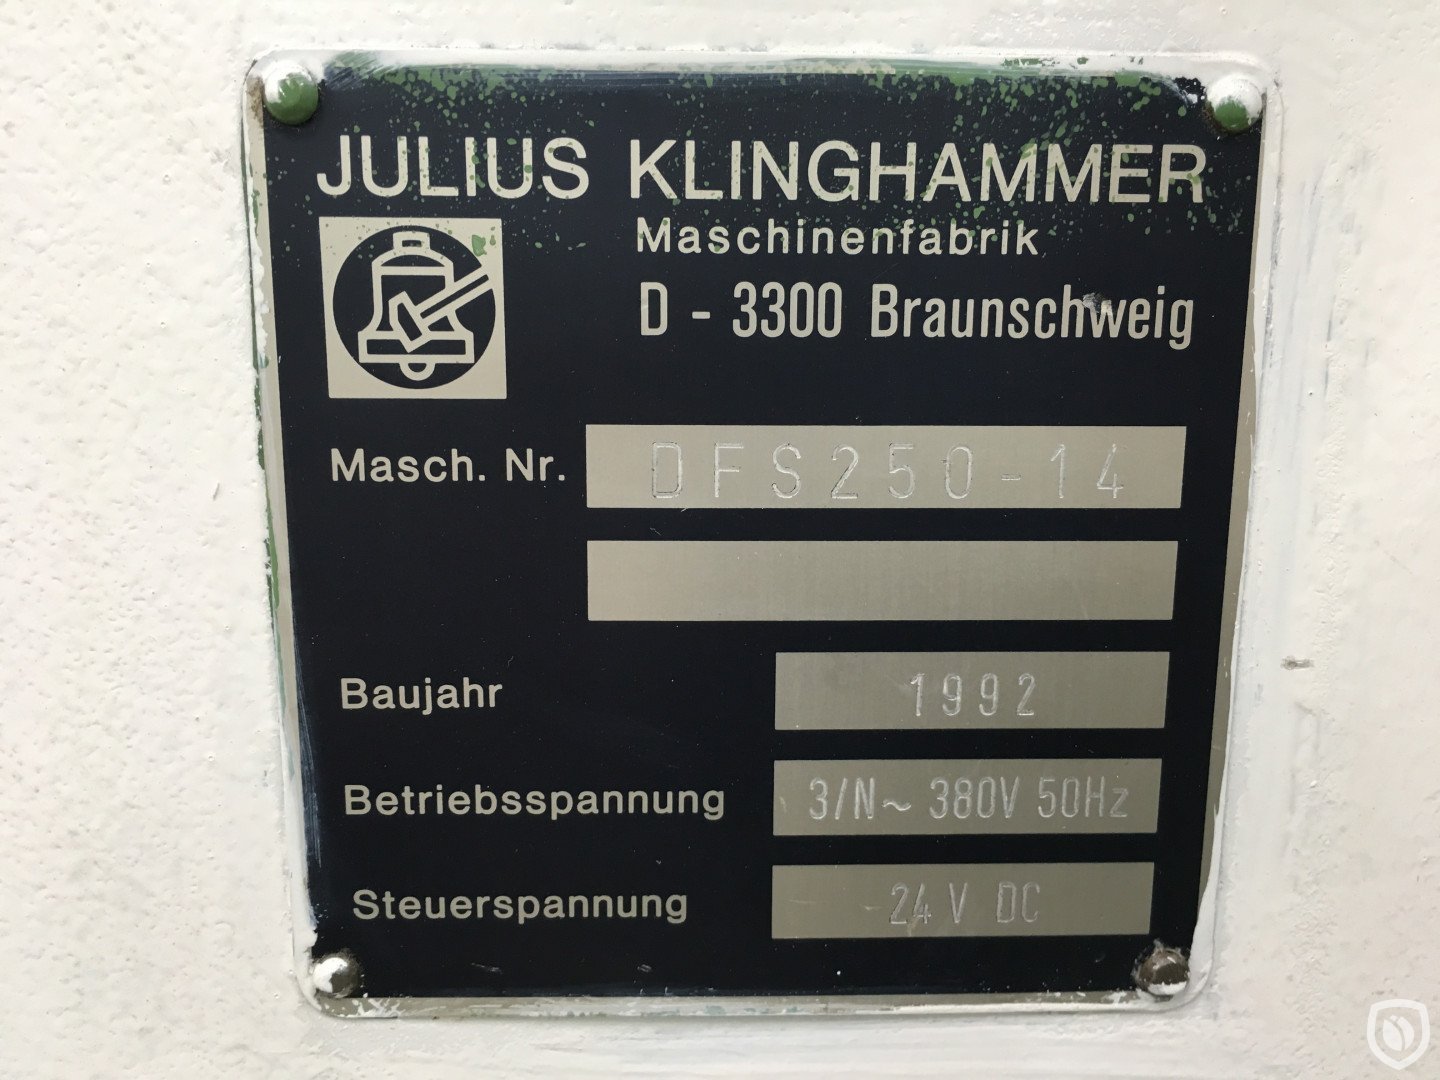 JULIUS KLINGHAMMER
Maschinenfabrik
D - 3300 Braunschweig
Masch. Nr. DFS250-14
Baujahr 1992
Betriebsspannung 3/N~ 380V 50Hz
Steuerspannung 24 V DC